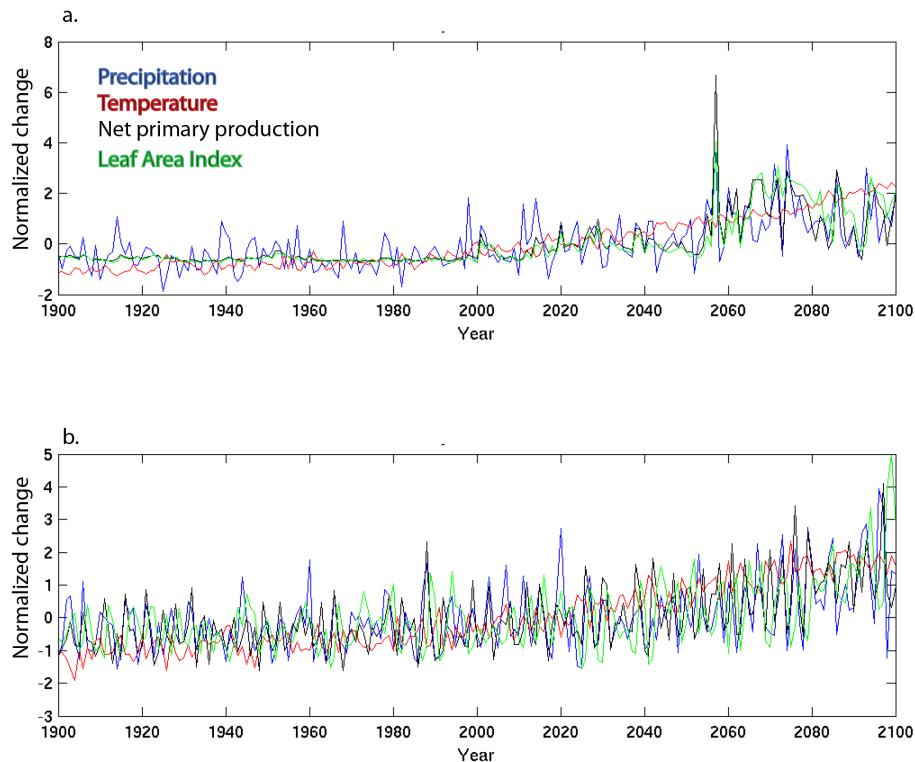 a.
Normalized change
8
6
4
2
0
-2
Precipitation
Temperature
Net primary production
Leaf Area Index
1900 1920 1940 1960 1980 2000 2020 2040 2060 2080 2100
Year
b.
Normalized change
5
4
3
2
1
0
-1
-2
-3
1900 1920 1940 1960 1980 2000 2020 2040 2060 2080 2100
Year